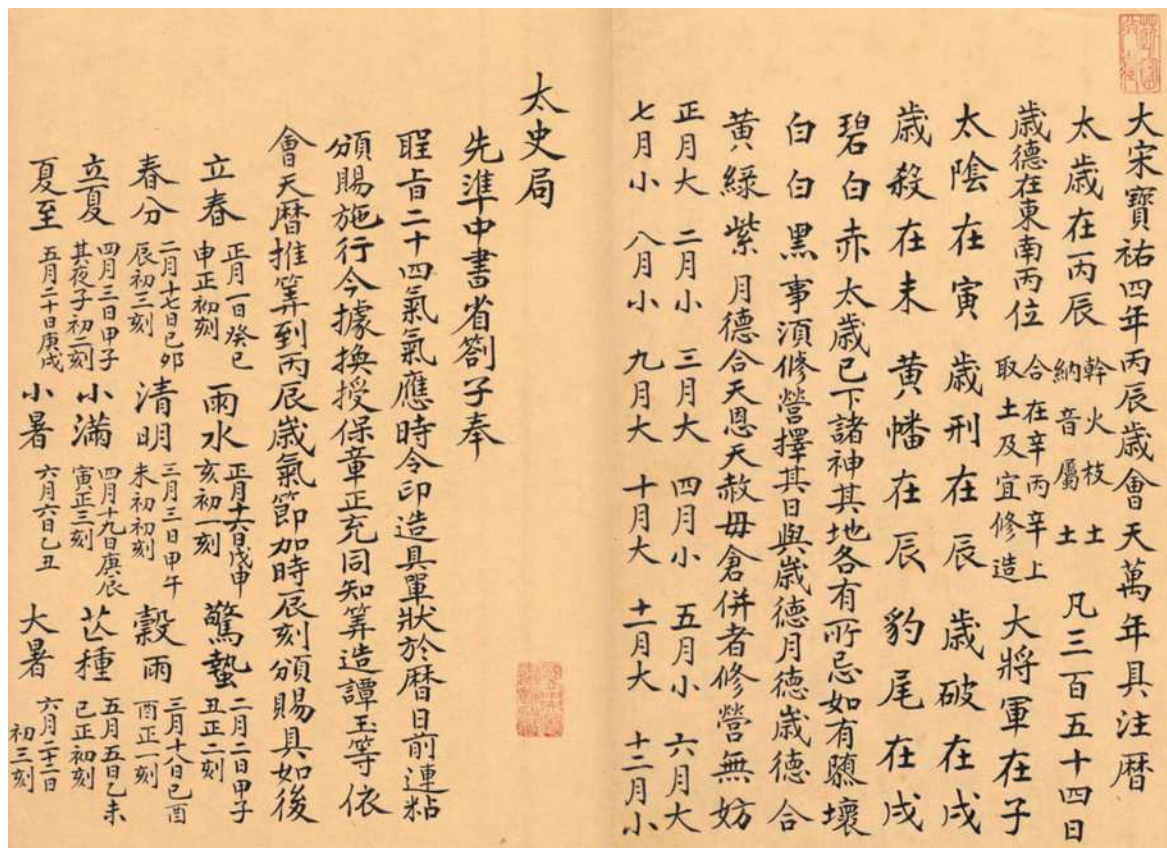 大宋寶祐四年丙辰歳會天萬年具注曆
太歳在丙辰 幹火枝土 納音屬土 凡三百五十四日
歳德在東南丙位 合在辛丙辛上 取土及宜修造 大將軍在子
太陰在寅 歳刑在辰 歳破在戌
歳殺在未 黄幡在辰 豹尾在戌
碧白赤 太歳已下諸神其地各有所忌如有隳壞
白白黒 事須修營擇其日與歳德月德歳德合
黄緑紫 月德合天恩天赦毋倉併者修營無妨
正月大 二月小 三月大 四月小 五月小 六月大
七月小 八月小 九月大 十月大 十一月大 十二月小
太史局
先準中書省劄子奉
聖旨二十四氣氣應時令印造具單狀於曆日前連粘
頒賜施行今據換授保章正充同知筭造譚玉等依
會天曆推筭到丙辰歳氣節加時辰刻頒賜具如後
立春 正月一日癸巳 申正初刻 雨水 正月十六日戊申 亥初一刻 驚蟄 二月二日甲子 丑正二刻
春分 二月十七日己卯 辰初三刻 清明 三月三日甲午 未初初刻 穀雨 三月十八日己酉 酉正一刻
立夏 四月三日甲子 其夜子初二刻 小滿 四月十九日庚辰 寅正三刻 芒種 五月五日乙未 巳正初刻
夏至 五月二十日庚戌 小暑 六月六日乙丑 大暑 六月二十一日 初三刻